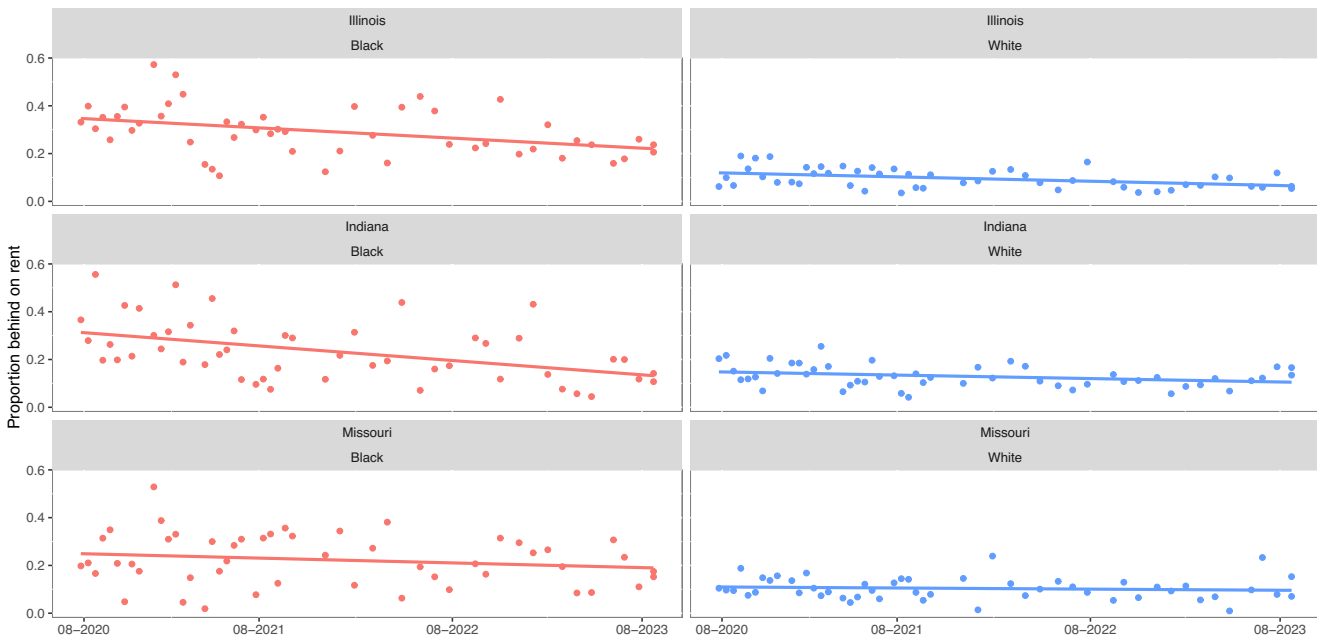 Proportion behind on rent
Illinois
Black
0.6
0.4
0.2
0.0
Illinois
White
Indiana
Black
0.6
0.4
0.2
0.0
Indiana
White
Missouri
Black
0.6
0.4
0.2
0.0
Missouri
White
08–2020 08–2021 08–2022 08–2023
08–2020 08–2021 08–2022 08–2023